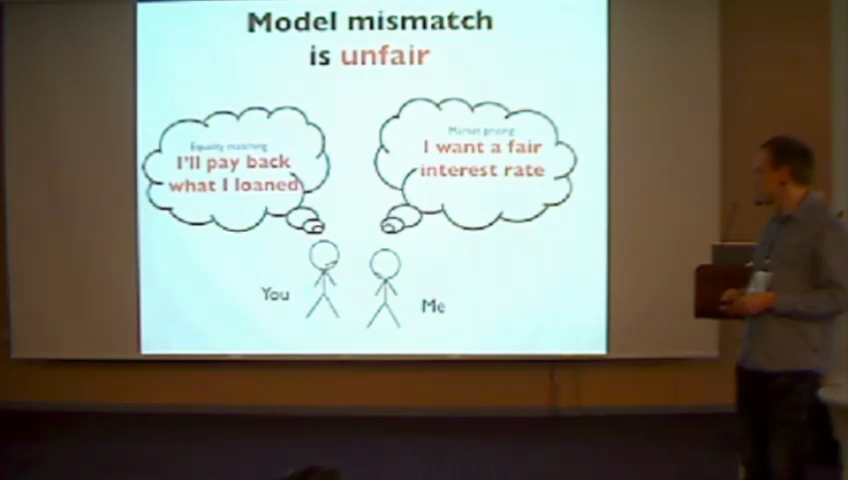 Model mismatch
is unfair
Equality matching
I'll pay back
what I loaned
Market pricing
I want a fair
interest rate
You
Me